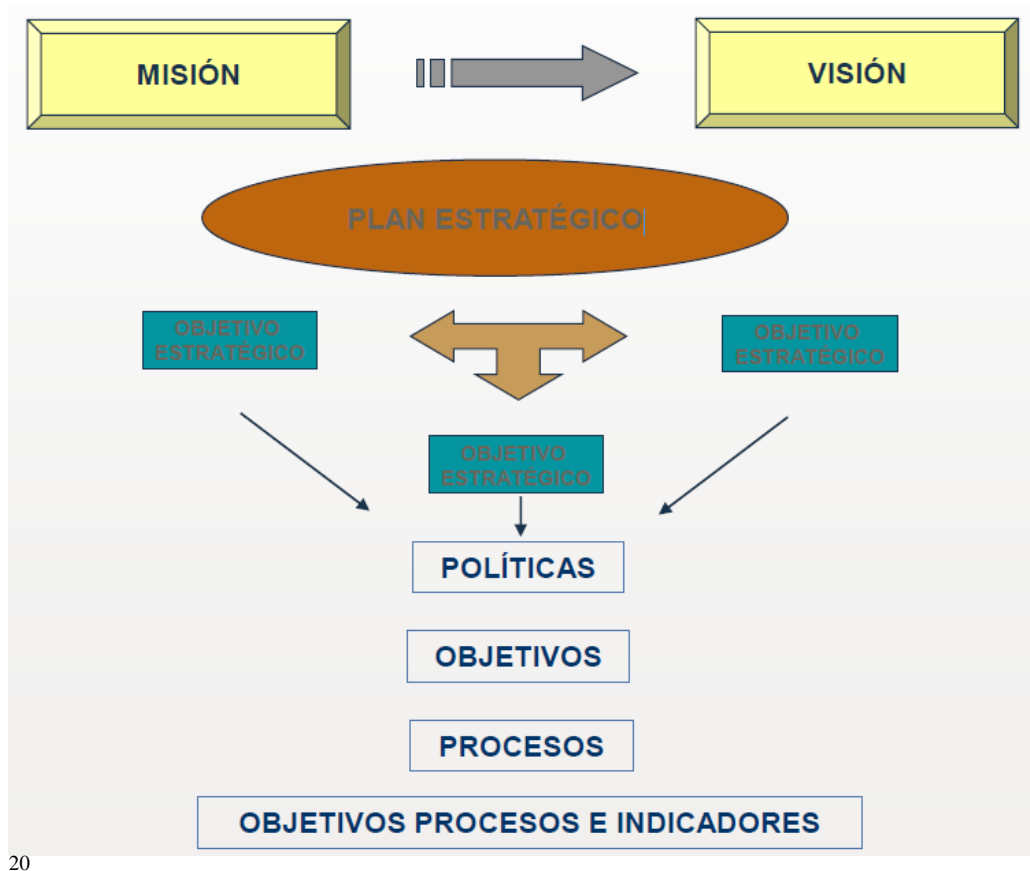 MISIÓN
VISIÓN
PLAN ESTRATÉGICO
OBJETIVO
ESTRATÉGICO
OBJETIVO
ESTRATÉGICO
OBJETIVO
ESTRATÉGICO
POLÍTICAS
OBJETIVOS
PROCESOS
OBJETIVOS PROCESOS E INDICADORES
20